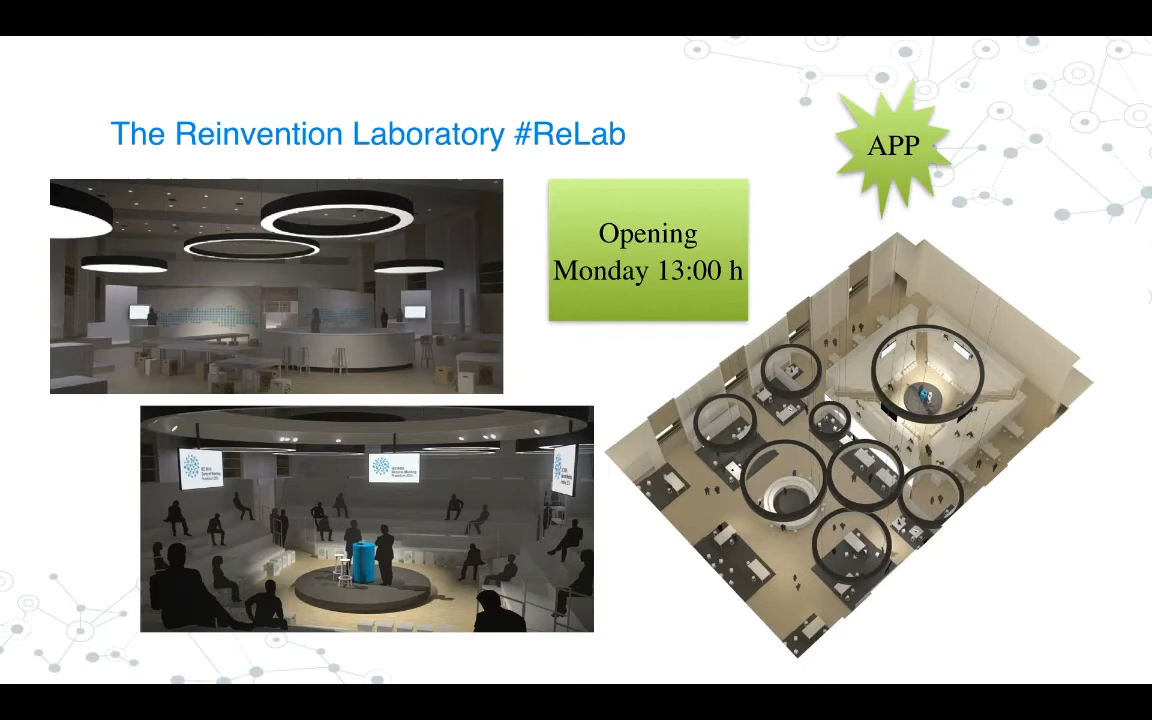 The Reinvention Laboratory #ReLab
APP
Opening
Monday 13:00 h